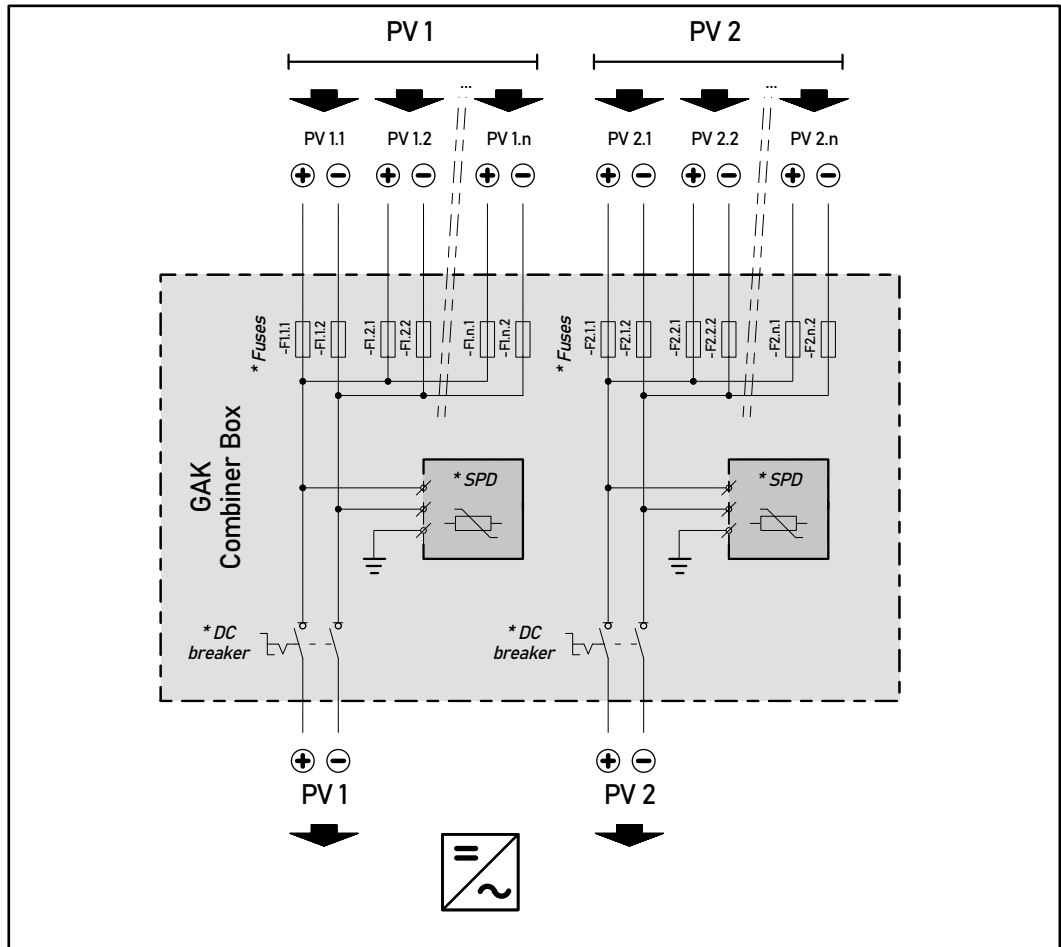 PV 1 PV 2
... ...
PV 1.1 PV 1.2 PV 1.n PV 2.1 PV 2.2 PV 2.n
+ − + − + − + − + − + −
* Fuses
-F1.1.1
-F1.1.2
-F1.2.1
-F1.2.2
-F1.n.1
-F1.n.2
* Fuses
-F2.1.1
-F2.1.2
-F2.2.1
-F2.2.2
-F2.n.1
-F2.n.2
GAK
Combiner Box
* SPD * SPD
* DC
breaker
* DC
breaker
+ − + −
PV 1 PV 2
= ~